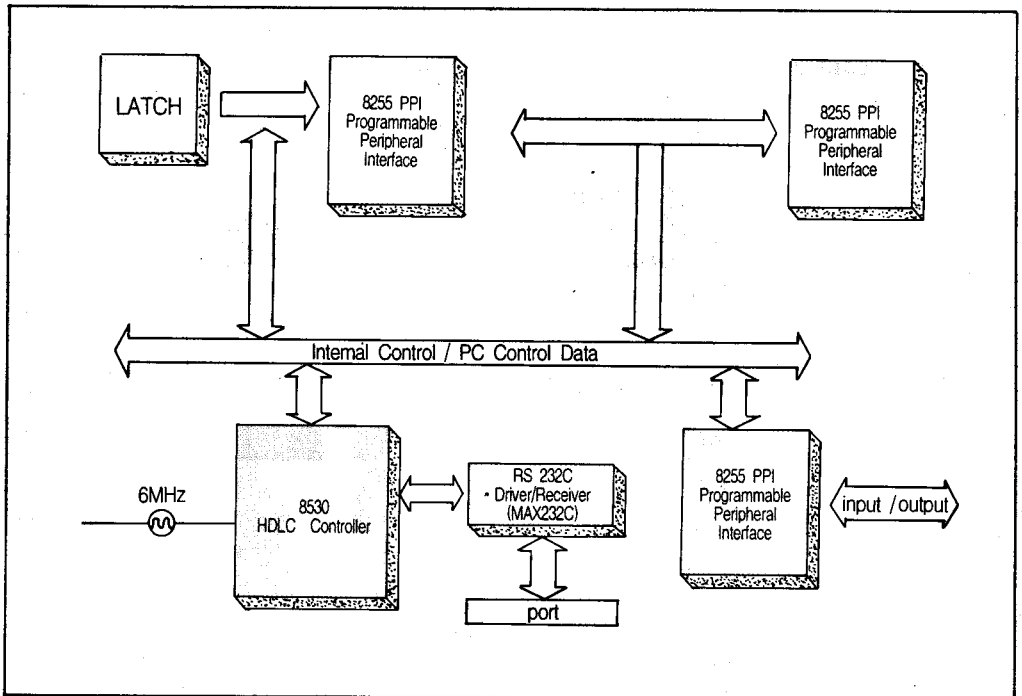 LATCH
8255 PPI
Programmable
Peripheral
Interface
8255 PPI
Programmable
Peripheral
Interface
Internal Control / PC Control Data
6MHz
8530
HDLC Controller
RS 232C
Driver/Receiver
(MAX232C)
port
8255 PPI
Programmable
Peripheral
Interface
input / output